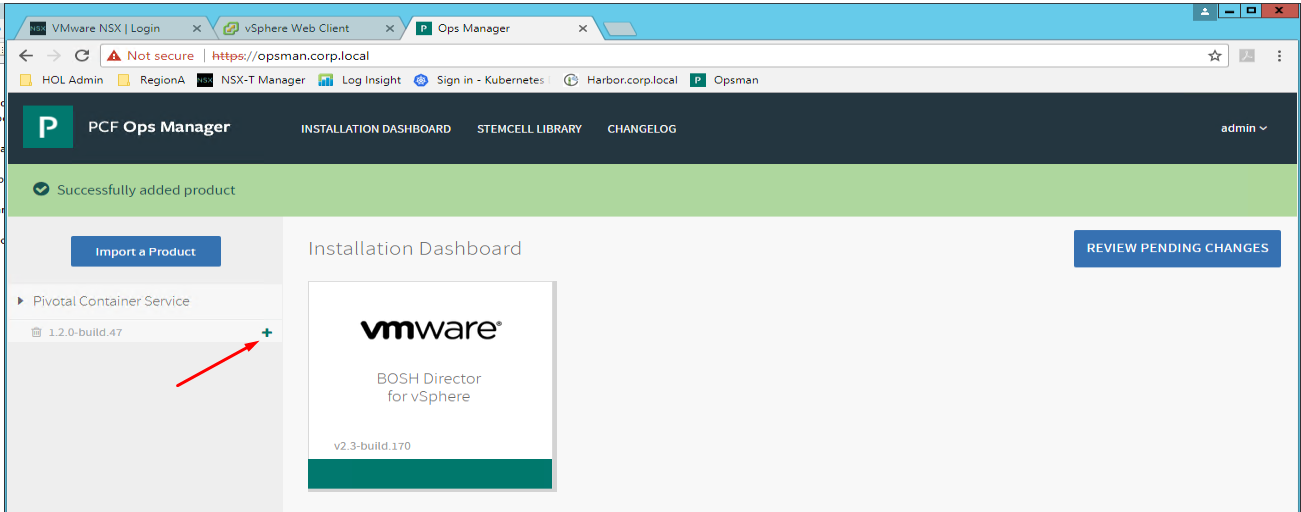 VMware NSX | Login
vSphere Web Client
Ops Manager
Not secure | https://opsman.corp.local
HOL Admin
RegionA
NSX NSX-T Manager
Log Insight
Sign in - Kubernetes
Harbor.corp.local
P Opsman
P PCF Ops Manager
INSTALLATION DASHBOARD
STEMCELL LIBRARY
CHANGELOG
admin
Successfully added product
Import a Product
Installation Dashboard
REVIEW PENDING CHANGES
Pivotal Container Service
1.2.0-build.47
vmware®
BOSH Director
for vSphere
v2.3-build.170